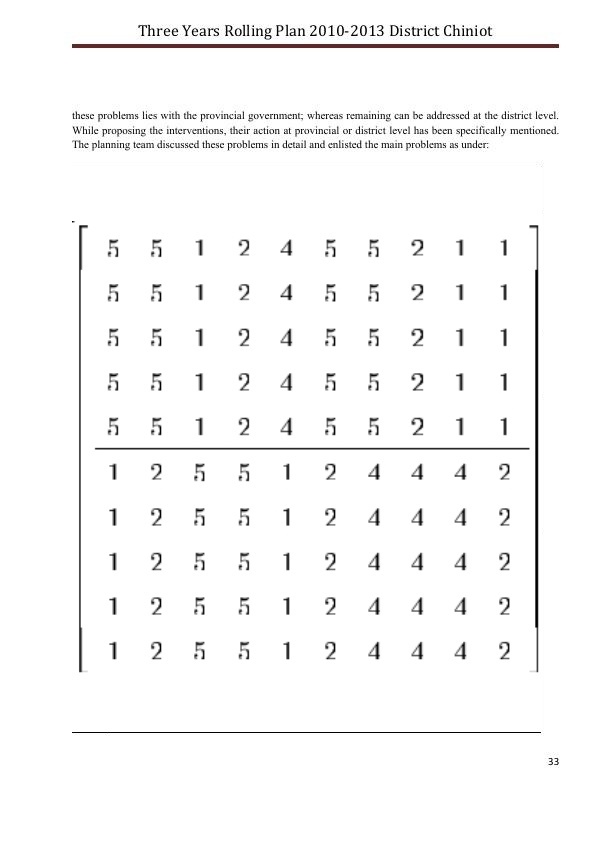 Three Years Rolling Plan 2010-2013 District Chiniot
these problems lies with the provincial government; whereas remaining can be addressed at the district level.
While proposing the interventions, their action at provincial or district level has been specifically mentioned.
The planning team discussed these problems in detail and enlisted the main problems as under:
5 5 1 2 4 5 5 2 1 1
5 5 1 2 4 5 5 2 1 1
5 5 1 2 4 5 5 2 1 1
5 5 1 2 4 5 5 2 1 1
5 5 1 2 4 5 5 2 1 1
1 2 5 5 1 2 4 4 4 2
1 2 5 5 1 2 4 4 4 2
1 2 5 5 1 2 4 4 4 2
1 2 5 5 1 2 4 4 4 2
1 2 5 5 1 2 4 4 4 2
33